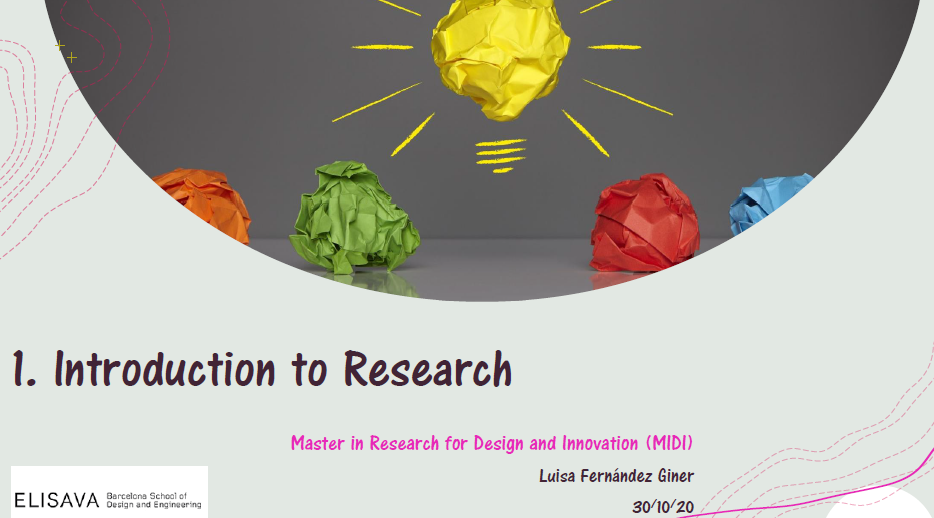 1. Introduction to Research
Master in Research for Design and Innovation (MIDI)
Luisa Fernández Giner
30/10/20
ELISAVA
Barcelona School of
Design and Engineering